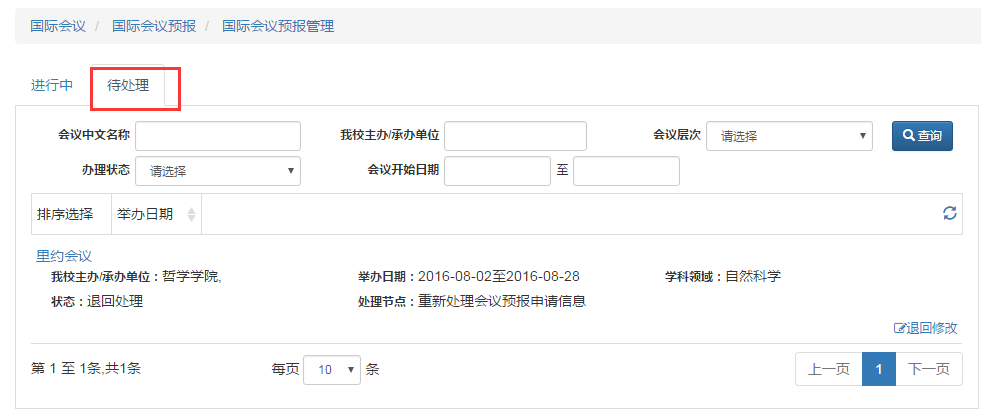 国际会议 / 国际会议预报 / 国际会议预报管理
进行中 待处理
会议中文名称 我校主办/承办单位 会议层次 请选择 查询
办理状态 请选择 会议开始日期 至
排序选择 举办日期
里约会议
我校主办/承办单位：哲学学院, 举办日期：2016-08-02至2016-08-28 学科领域：自然科学
状态：退回处理 处理节点：重新处理会议预报申请信息
退回修改
第 1 至 1条,共1条 每页 10 条 上一页 1 下一页